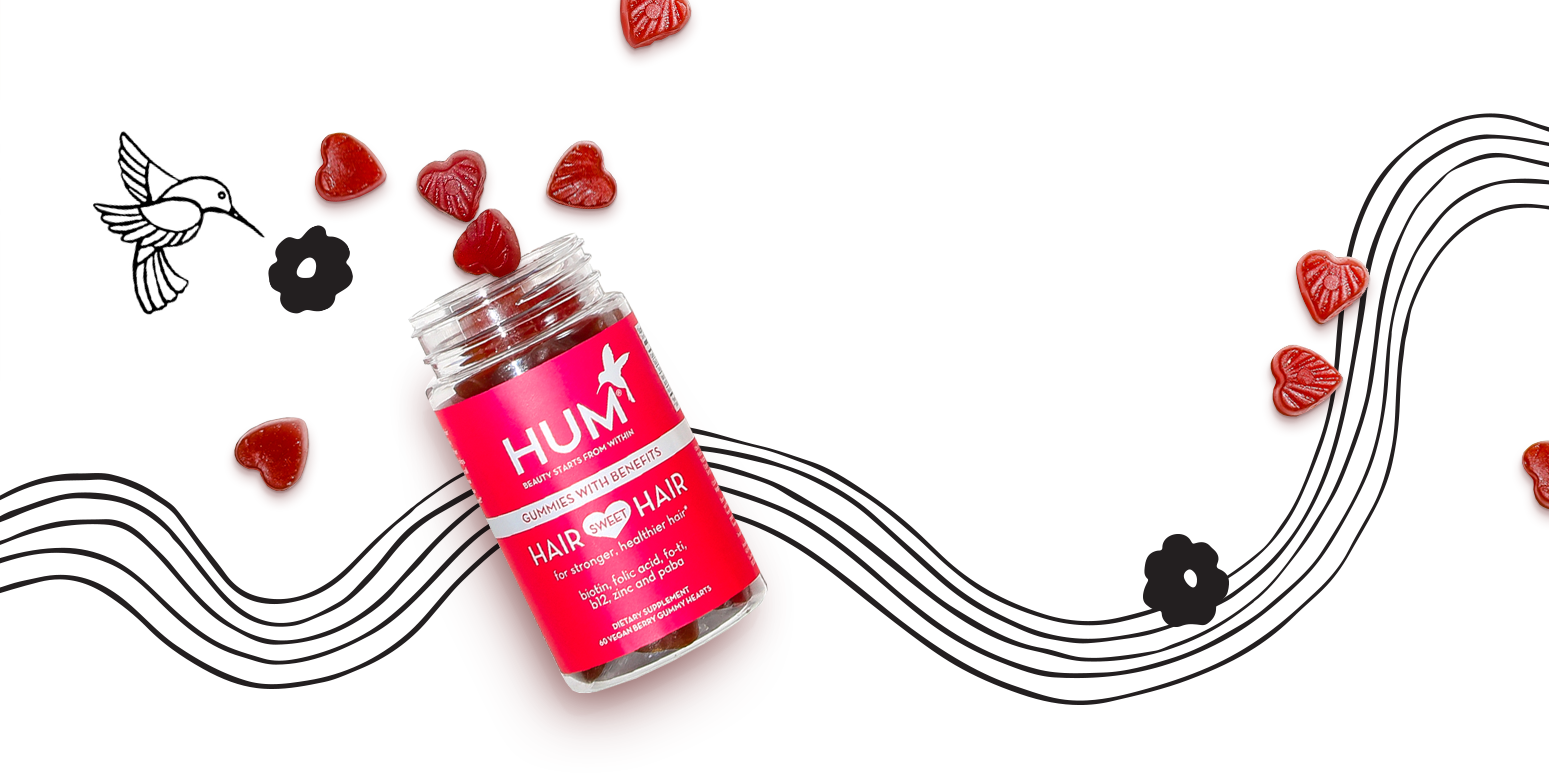 HUM®
BEAUTY STARTS FROM WITHIN
GUMMIES WITH BENEFITS
HAIR SWEET HAIR
for stronger, healthier hair*
biotin, folic acid, fo-ti,
b12, zinc and paba
DIETARY SUPPLEMENT
60 VEGAN BERRY GUMMY HEARTS